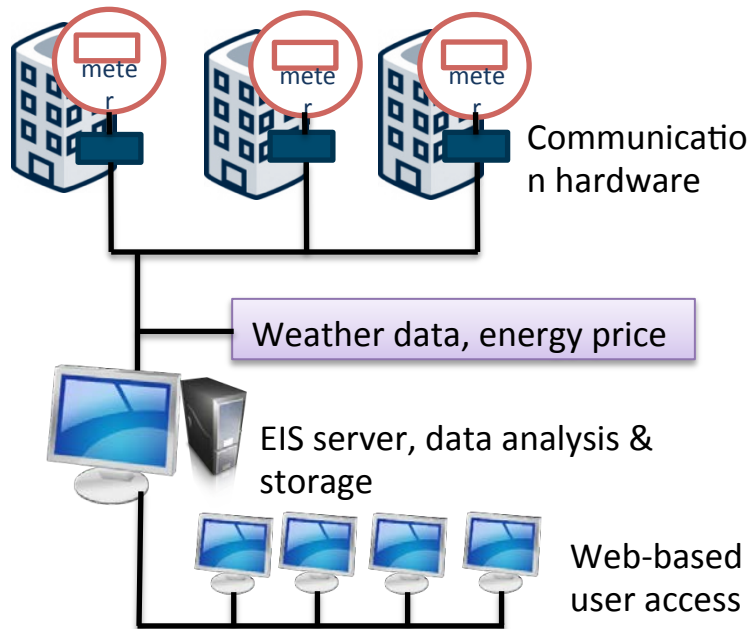 mete
r
mete
r
mete
r
Communicatio
n hardware
Weather data, energy price
EIS server, data analysis &
storage
Web-based
user access